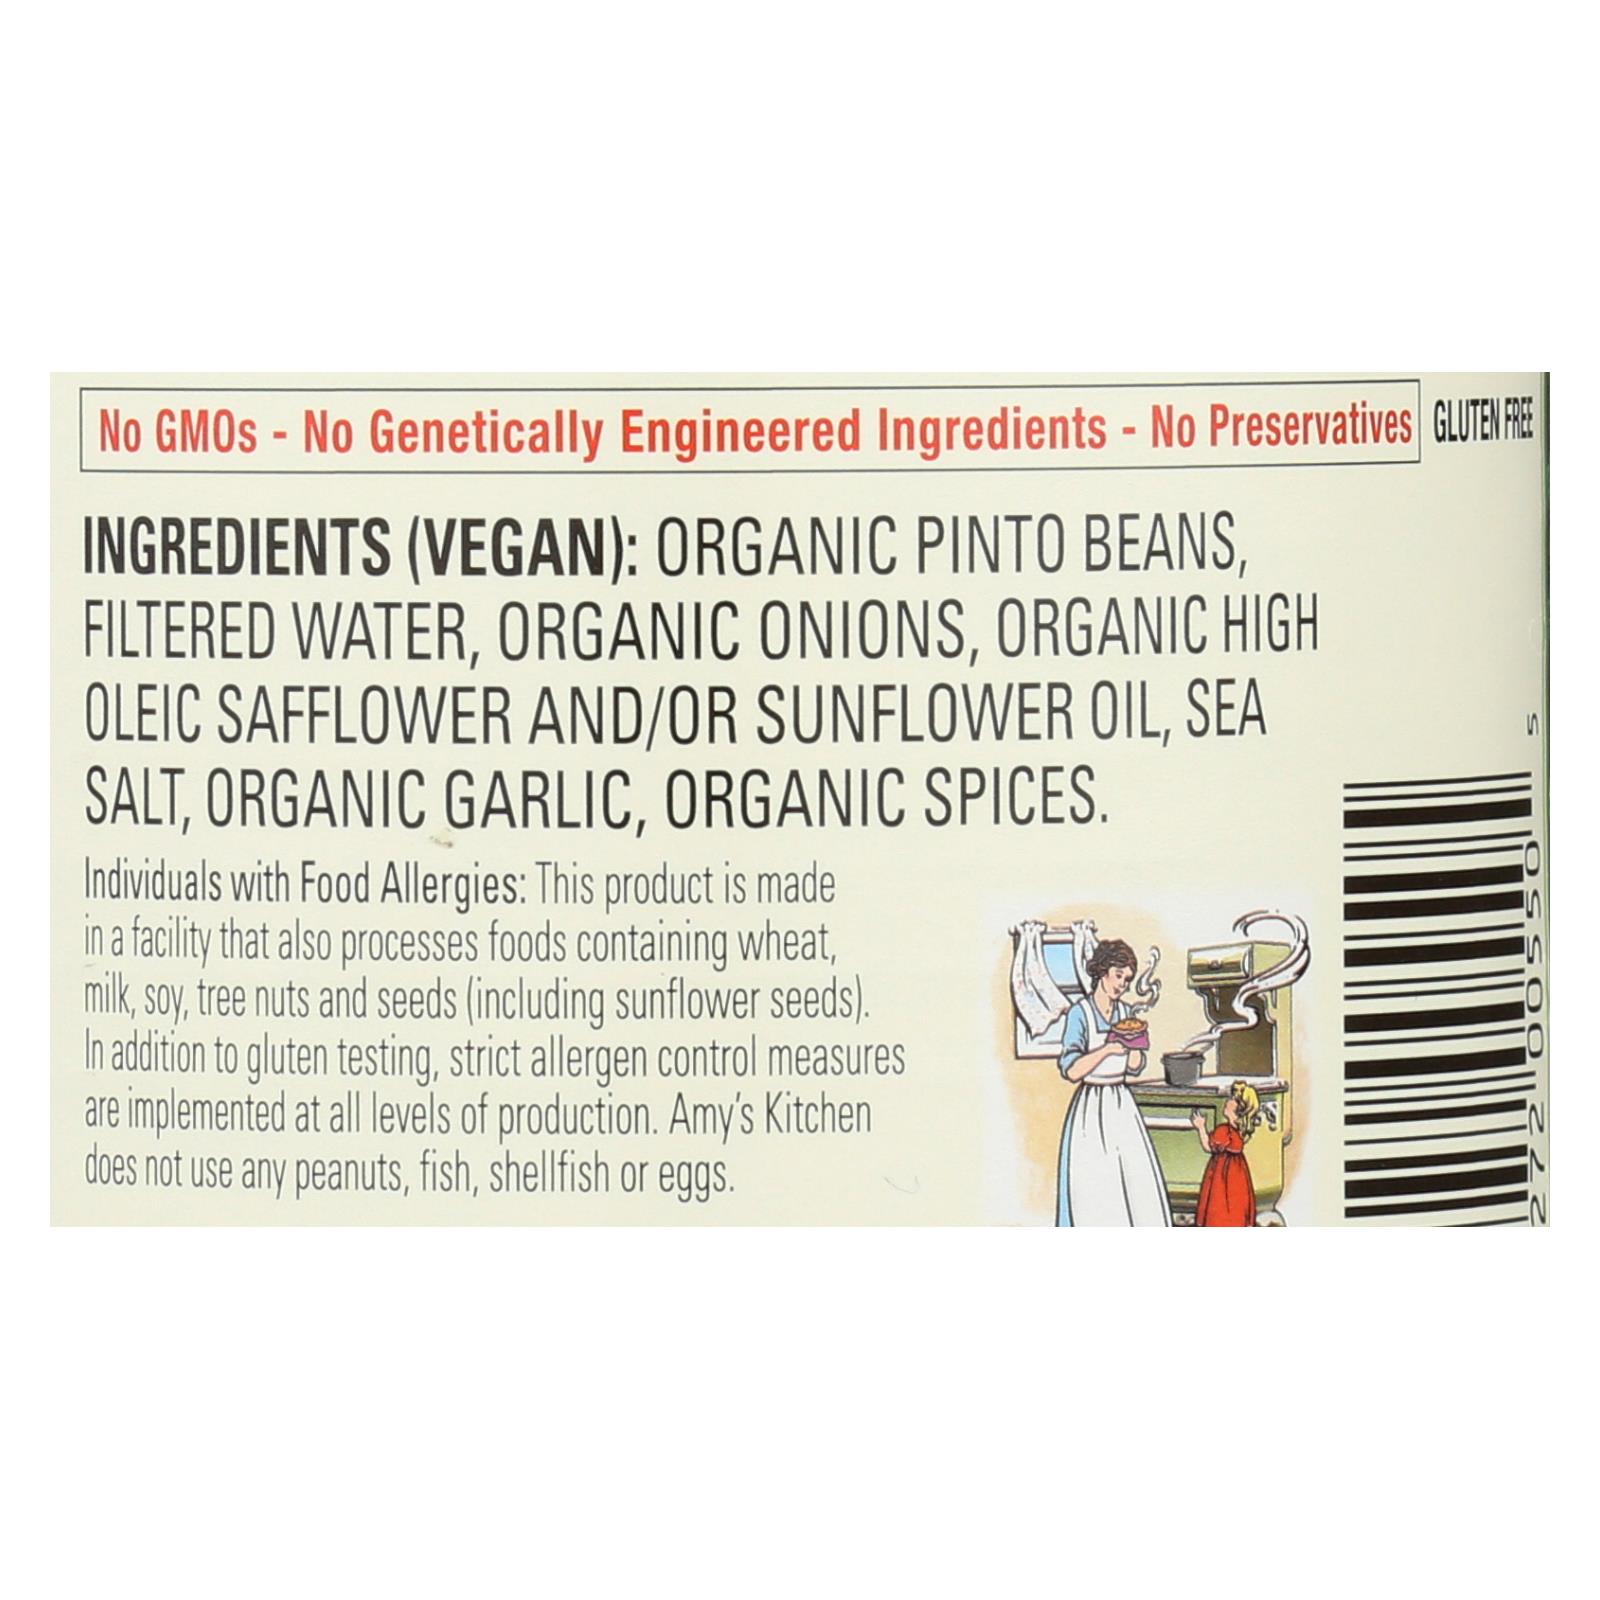 No GMOs - No Genetically Engineered Ingredients - No Preservatives
GLUTEN FREE
INGREDIENTS (VEGAN): ORGANIC PINTO BEANS,
FILTERED WATER, ORGANIC ONIONS, ORGANIC HIGH
OLEIC SAFFLOWER AND/OR SUNFLOWER OIL, SEA
SALT, ORGANIC GARLIC, ORGANIC SPICES.
Individuals with Food Allergies: This product is made
in a facility that also processes foods containing wheat,
milk, soy, tree nuts and seeds (including sunflower seeds).
In addition to gluten testing, strict allergen control measures
are implemented at all levels of production. Amy's Kitchen
does not use any peanuts, fish, shellfish or eggs.
272 00550 5